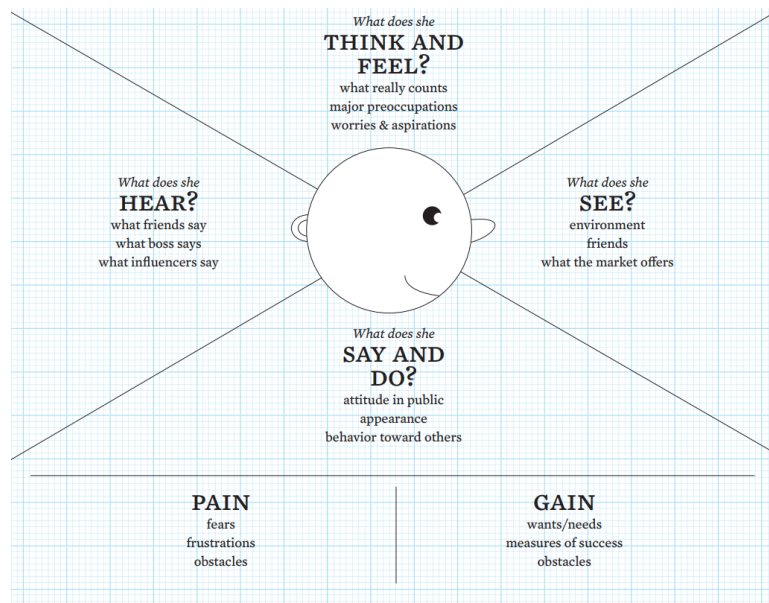 What does she
THINK AND
FEEL?
what really counts
major preoccupations
worries & aspirations
What does she
HEAR?
what friends say
what boss says
what influencers say
What does she
SEE?
environment
friends
what the market offers
What does she
SAY AND
DO?
attitude in public
appearance
behavior toward others
PAIN
fears
frustrations
obstacles
GAIN
wants/needs
measures of success
obstacles